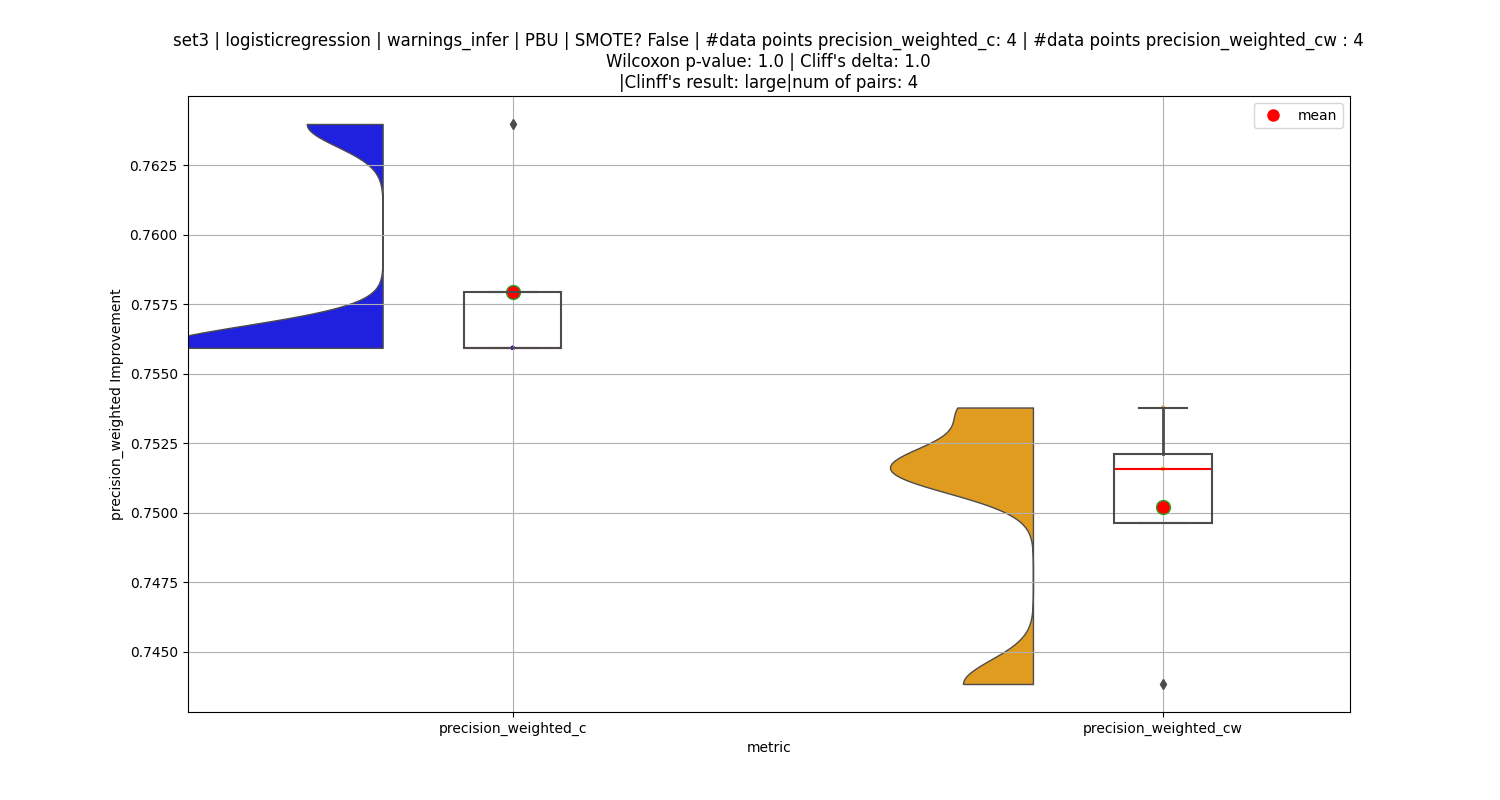 set3 | logisticregression | warnings_infer | PBU | SMOTE? False | #data points precision_weighted_c: 4 | #data points precision_weighted_cw : 4
Wilcoxon p-value: 1.0 | Cliff's delta: 1.0
|Clinff's result: large|num of pairs: 4
mean
0.7625
0.7600
0.7575
0.7550
0.7525
0.7500
0.7475
0.7450
precision_weighted Improvement
precision_weighted_c
precision_weighted_cw
metric